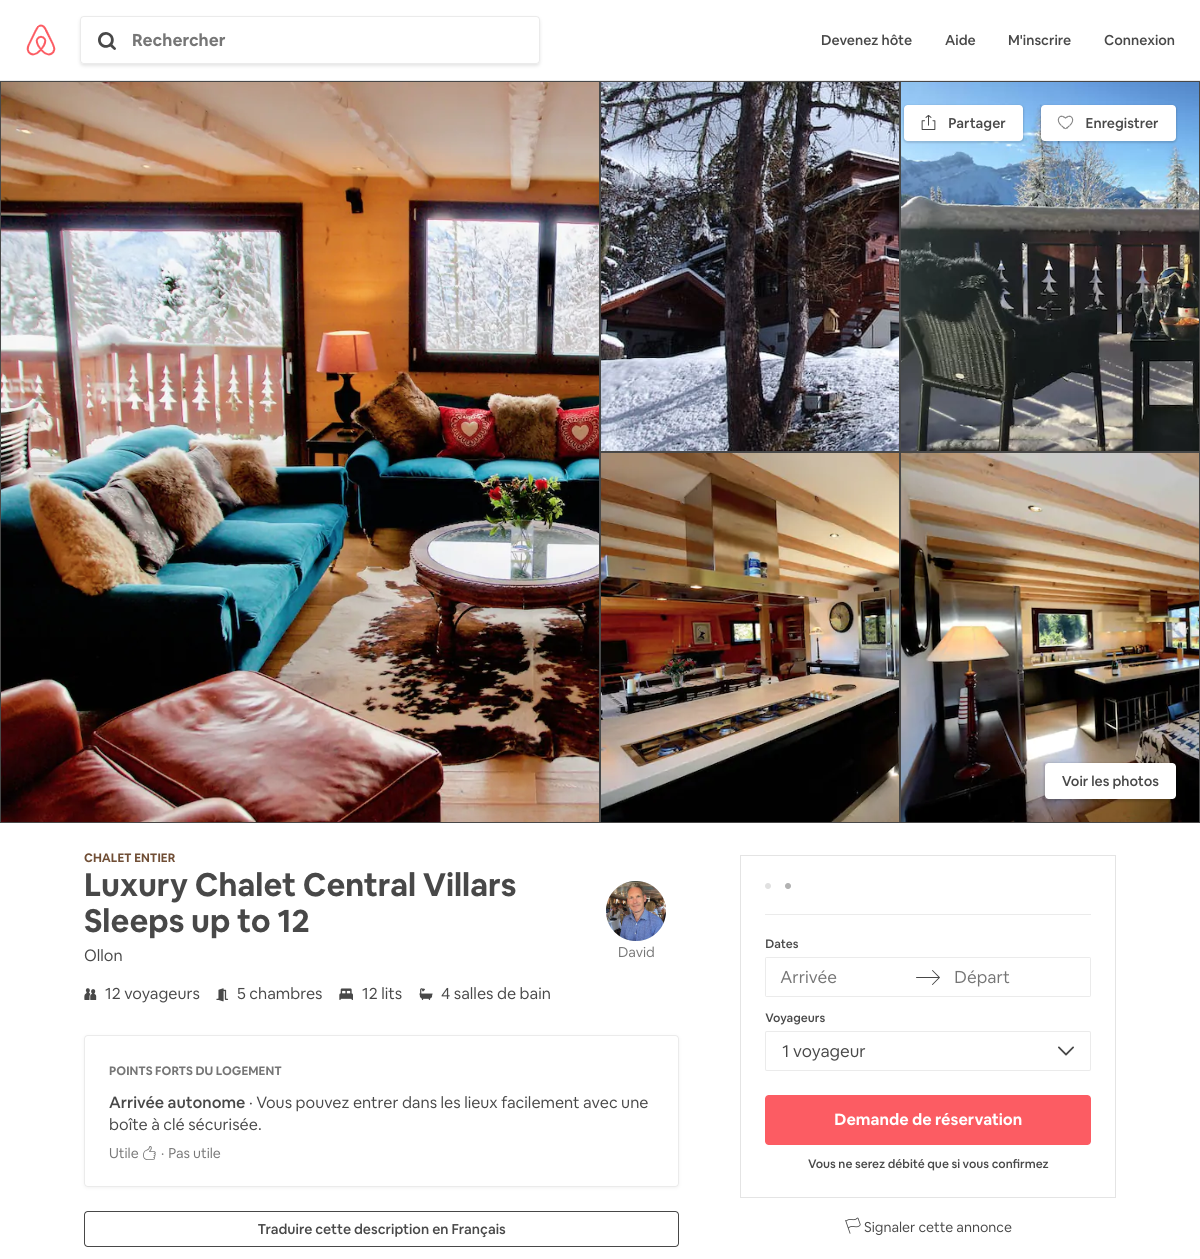 Rechercher
Devenez hôte
Aide
M'inscrire
Connexion
Partager
Enregistrer
Voir les photos
CHALET ENTIER
Luxury Chalet Central Villars
Sleeps up to 12
Ollon
David
12 voyageurs
5 chambres
12 lits
4 salles de bain
POINTS FORTS DU LOGEMENT
Arrivée autonome · Vous pouvez entrer dans les lieux facilement avec une
boîte à clé sécurisée.
Utile · Pas utile
Traduire cette description en Français
Dates
Arrivée
Départ
Voyageurs
1 voyageur
Demande de réservation
Vous ne serez débité que si vous confirmez
Signaler cette annonce